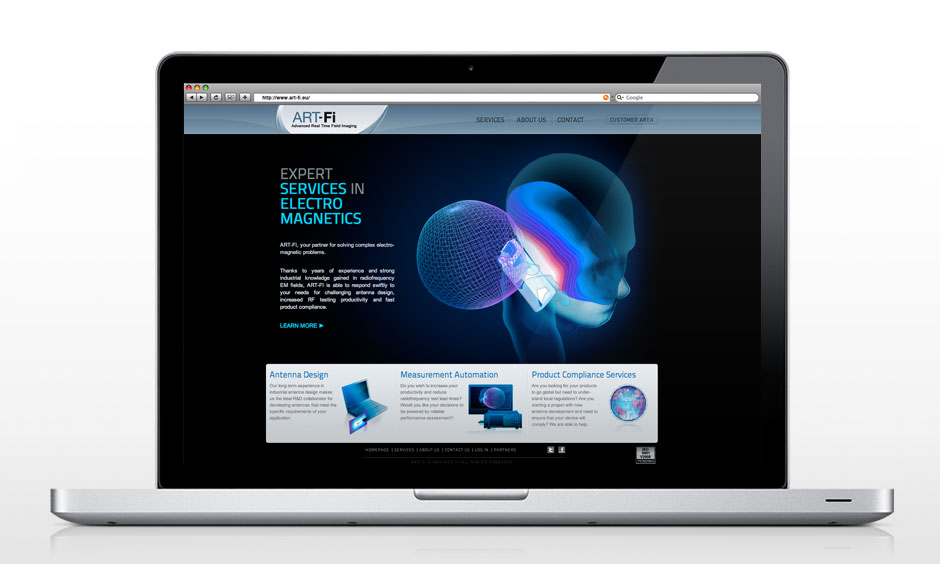 http://www.art-fi.eu/
Google
ART-Fi
Advanced Real Time Field Imaging
SERVICES
ABOUT US
CONTACT
CUSTOMER AREA
EXPERT
SERVICES IN
ELECTRO
MAGNETICS
ART-FI, your partner for solving complex electro-
magnetic problems.
Thanks to years of experience and strong
industrial knowledge gained in radiofrequency
EM fields, ART-FI is able to respond swiftly to
your needs for challenging antenna design,
increased RF testing productivity and fast
product compliance.
LEARN MORE
Antenna Design
Our long term experience in
industrial antenna design makes
us the ideal R&D collaborator for
developing antennas that meet the
specific requirements of your
application.
Measurement Automation
Do you wish to increase your
productivity and reduce
radiofrequency test lead times?
Would you like your decisions to
be powered by reliable
performance assessment?
Product Compliance Services
Are you looking for your products
to go global but need to under-
stand local regulations? Are you
starting a project with new
antenna development and need to
ensure that your device will
comply? We are able to help.
HOMEPAGE | SERVICES | ABOUT US | CONTACT US | LOG IN | PARTNERS
ISO
9001
V2008